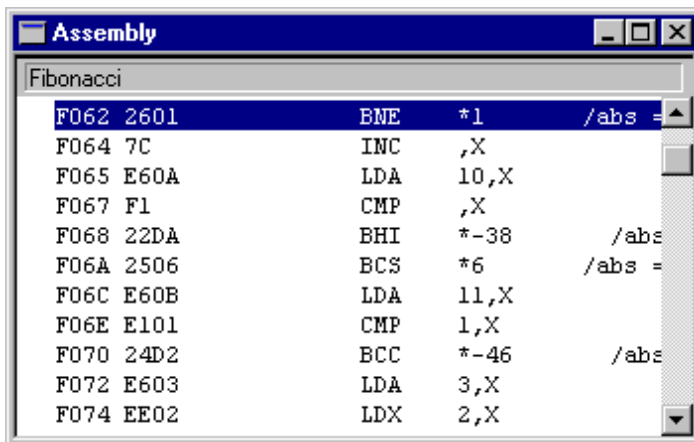 Assembly
Fibonacci
F062 2601 BNE *1 /abs =
F064 7C INC ,X
F065 E60A LDA 10,X
F067 F1 CMP ,X
F068 22DA BHI *-38 /abs
F06A 2506 BCS *6 /abs =
F06C E60B LDA 11,X
F06E E101 CMP 1,X
F070 24D2 BCC *-46 /abs
F072 E603 LDA 3,X
F074 EE02 LDX 2,X